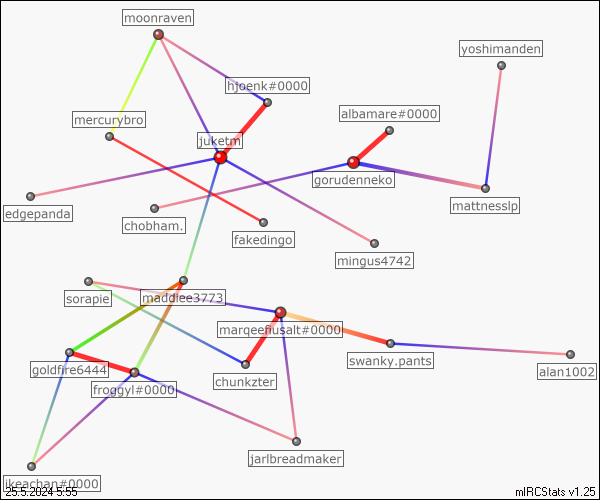 moonraven
yoshimanden
hjoenk#0000
albamare#0000
mercurybro
juketm
gorudenneko
edgepanda
mattnesslp
chobham.
fakedingo
mingus4742
sorapie
maddlee3773
marqeefiusalt#0000
swanky.pants
goldfire6444
alan1002
chunkzter
froggyl#0000
jarlbreadmaker
ikeachan#0000
25.5.2024 5:55
mIRCStats v1.25